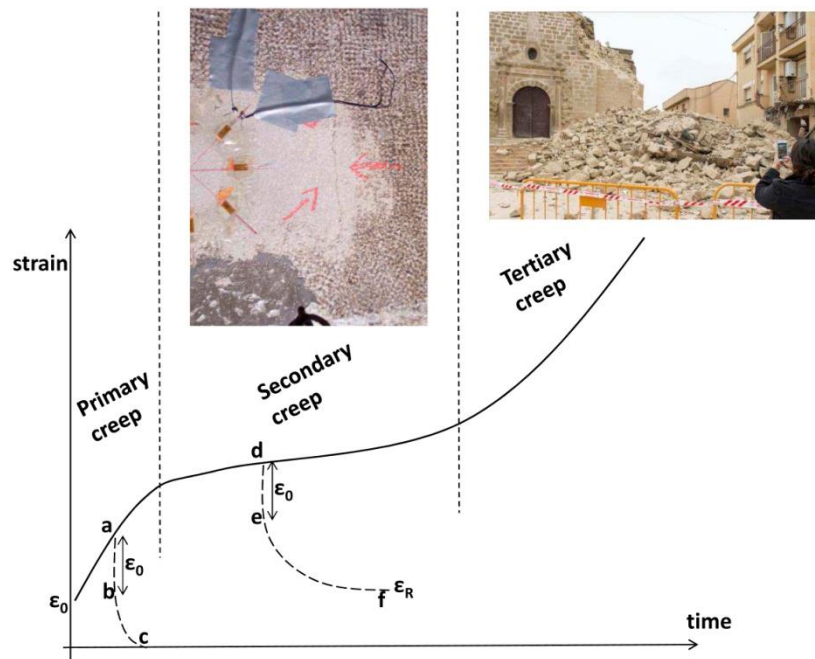 strain
Primary
creep
Secondary
creep
Tertiary
creep
d
ε₀
e
a
ε₀
b
εR
f
ε₀
c
time